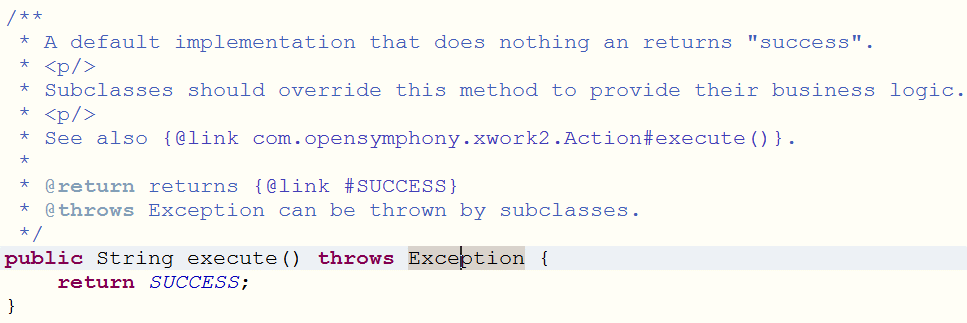 /**
 * A default implementation that does nothing an returns "success".
 * <p/>
 * Subclasses should override this method to provide their business logic.
 * <p/>
 * See also {@link com.opensymphony.xwork2.Action#execute()}.
 *
 * @return returns {@link #SUCCESS}
 * @throws Exception can be thrown by subclasses.
 */
public String execute() throws Exception {
    return SUCCESS;
}